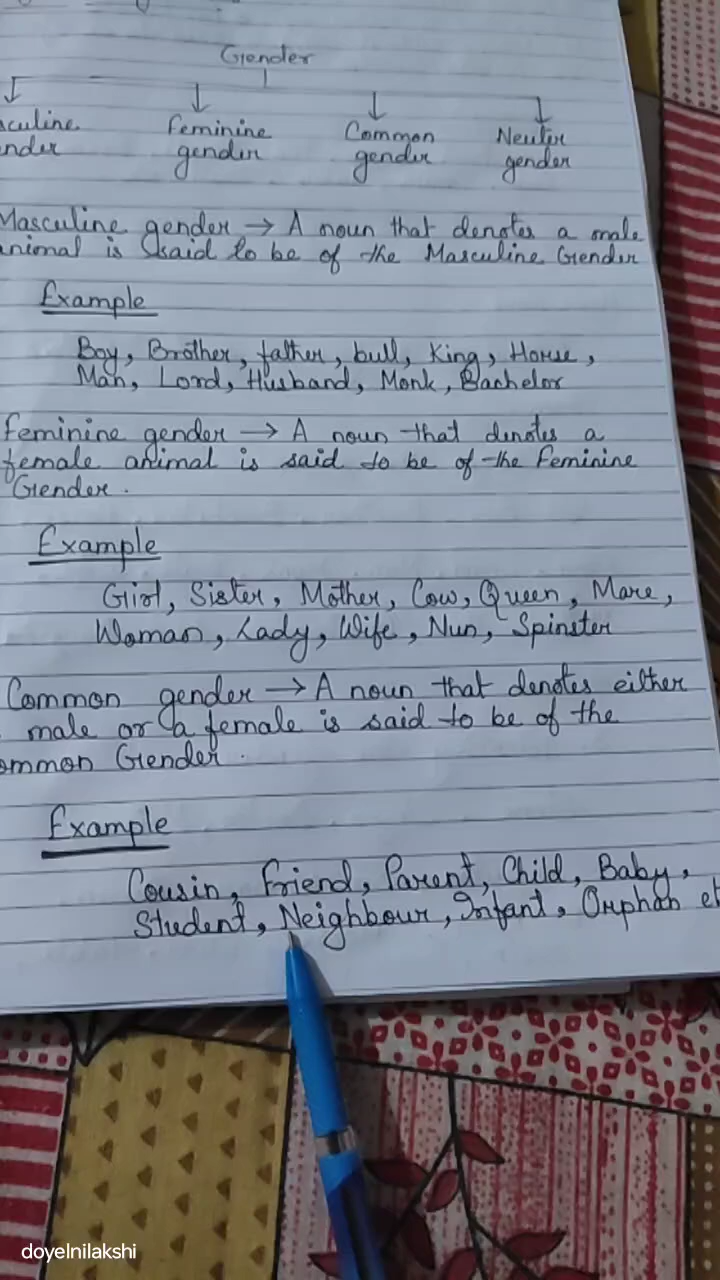 Gender
sculine Feminine Common Neuter
nder gender gender gender
Masculine gender → A noun that denotes a male
animal is said to be of the Masculine Gender
Example
Boy, Brother, father, bull, King, Horse,
Man, Lord, Husband, Monk, Bachelor
Feminine gender → A noun that denotes a
female animal is said to be of the Feminine
Gender.
Example
Girl, Sister, Mother, Cow, Queen, Mare,
Woman, Lady, Wife, Nun, Spinster
Common gender → A noun that denotes either
male or a female is said to be of the
ommon Gender.
Example
Cousin, Friend, Parent, Child, Baby,
Student, Neighbour, Infant, Orphan et
doyelnilakshi